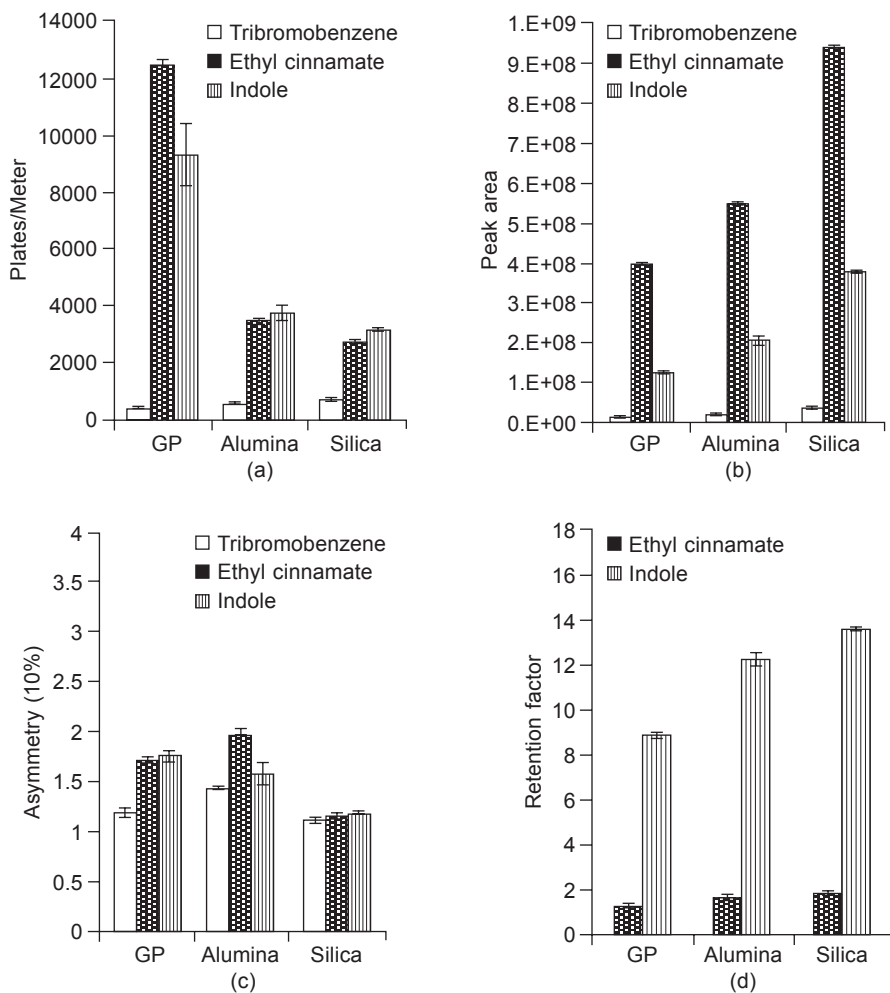 14000
12000
10000
8000
6000
4000
2000
0
Plates/Meter
Tribromobenzene
Ethyl cinnamate
Indole
GP Alumina Silica
(a)
1.E+09
9.E+08
8.E+08
7.E+08
6.E+08
5.E+08
4.E+08
3.E+08
2.E+08
1.E+08
0.E+00
Peak area
Tribromobenzene
Ethyl cinnamate
Indole
GP Alumina Silica
(b)
4
3.5
3
2.5
2
1.5
1
0.5
0
Asymmetry (10%)
Tribromobenzene
Ethyl cinnamate
Indole
GP Alumina Silica
(c)
18
16
14
12
10
8
6
4
2
0
Retention factor
Ethyl cinnamate
Indole
GP Alumina Silica
(d)